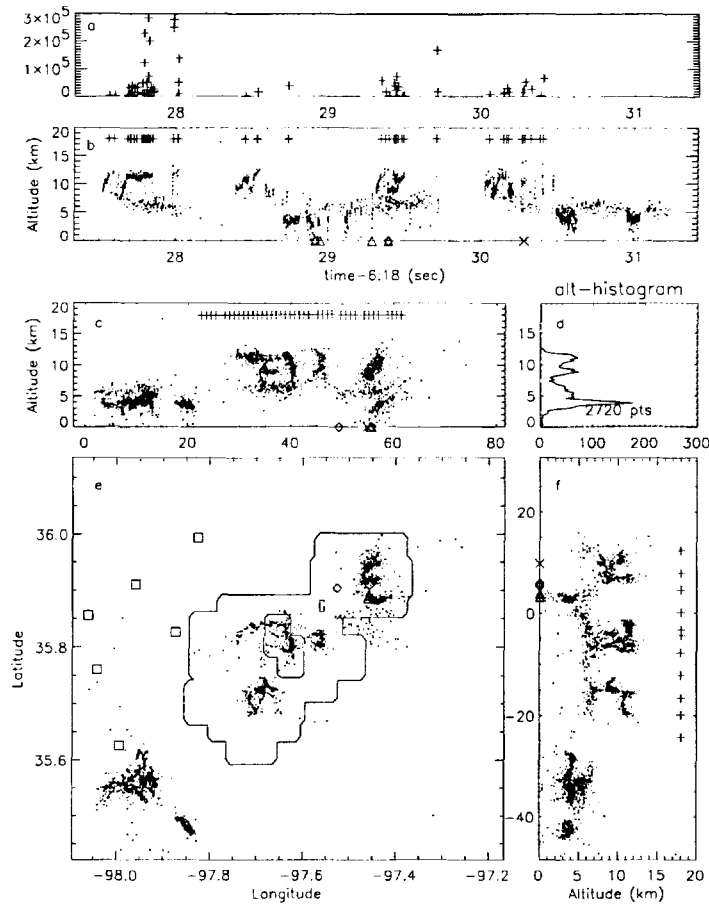 3×10⁵
a
2×10⁵
1×10⁵
0
28 29 30 31
20
b
15
10
5
0
Altitude (km)
28 29 30 31
time-6:18 (sec)
alt-histogram
20
c
15
10
5
0
Altitude (km)
0 20 40 60 80
d
15
10
5
0
2720 pts
0 100 200 300
e
36.0
35.8
35.6
Latitude
G
-98.0 -97.8 -97.6 -97.4 -97.2
Longitude
f
20
0
-20
-40
0 5 10 15 20
Altitude (km)